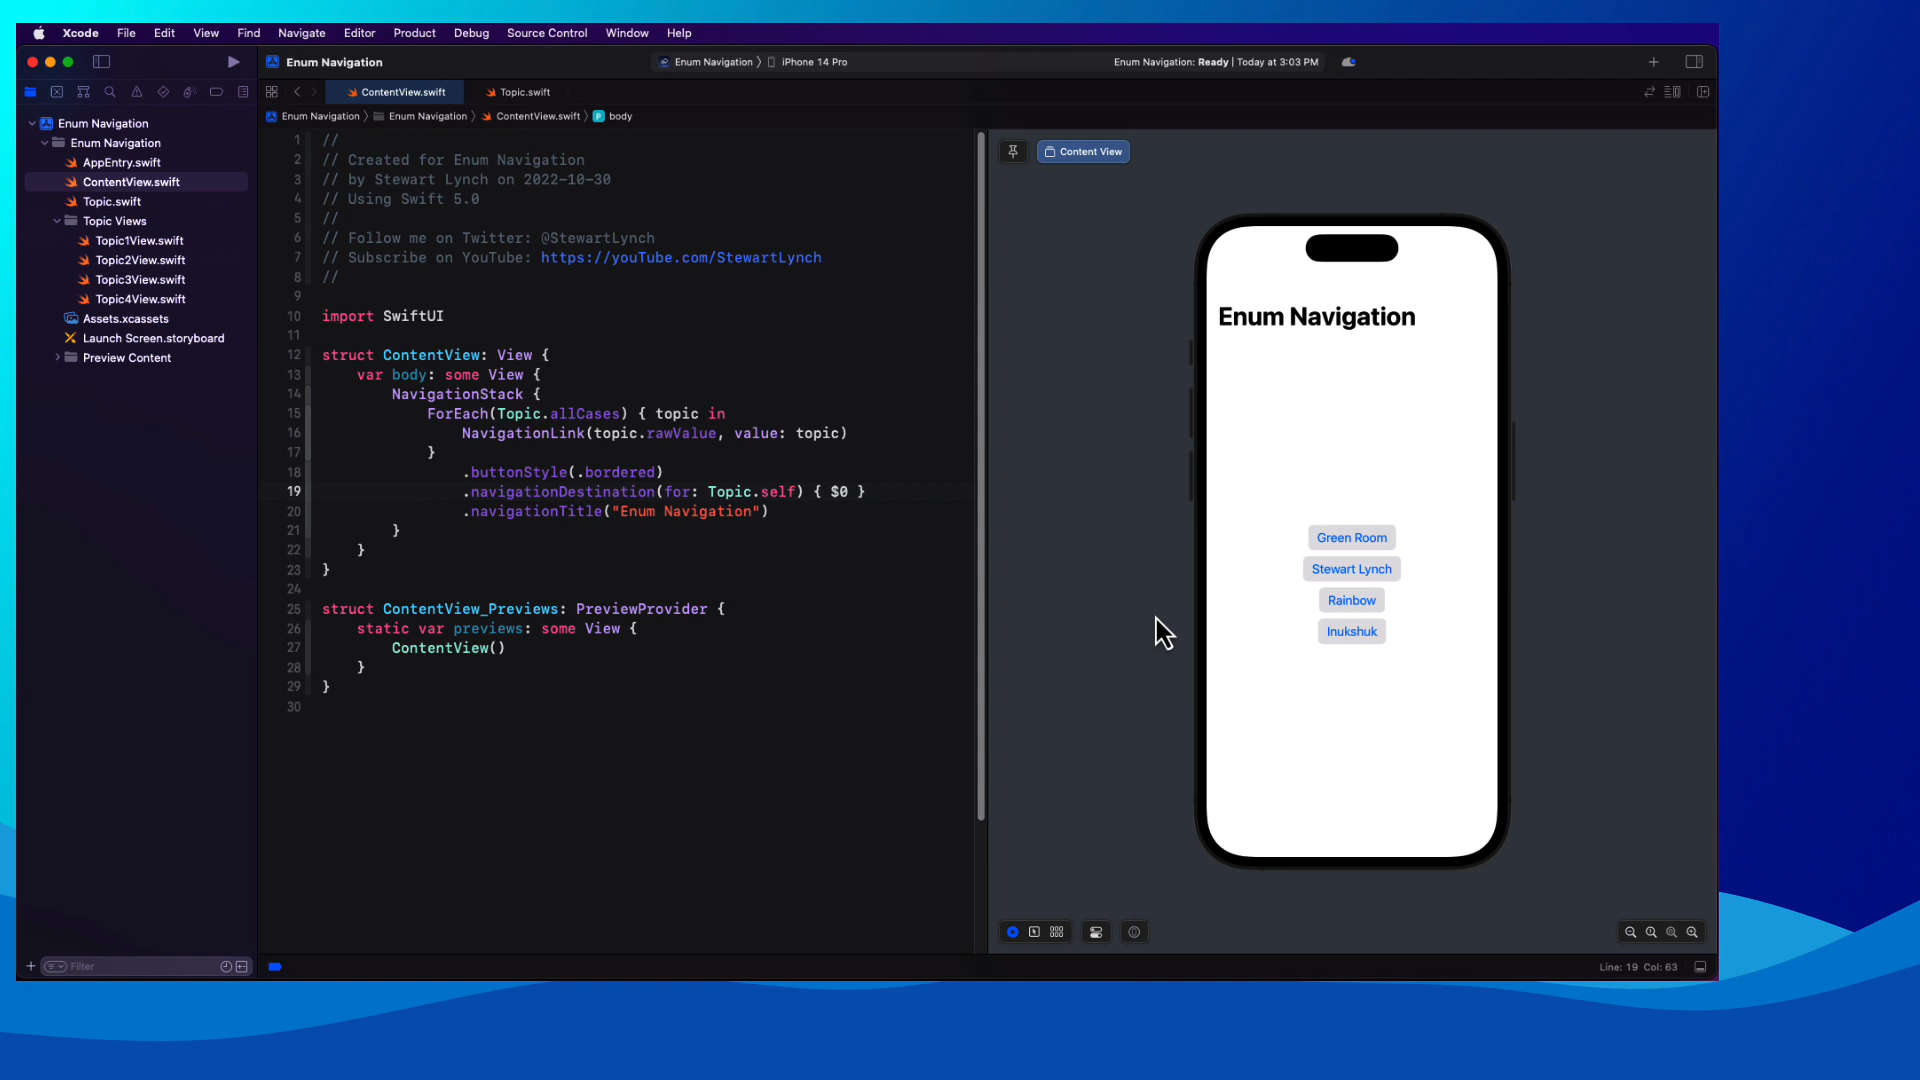 Xcode File Edit View Find Navigate Editor Product Debug Source Control Window Help
Enum Navigation
Enum Navigation
iPhone 14 Pro
Enum Navigation: Ready | Today at 3:03 PM
ContentView.swift
Topic.swift
Enum Navigation
Enum Navigation
ContentView.swift
body
Enum Navigation
Enum Navigation
AppEntry.swift
ContentView.swift
Topic.swift
Topic Views
Topic1View.swift
Topic2View.swift
Topic3View.swift
Topic4View.swift
Assets.xcassets
Launch Screen.storyboard
Preview Content
Filter
1 //
2 // Created for Enum Navigation
3 // by Stewart Lynch on 2022-10-30
4 // Using Swift 5.0
5 //
6 // Follow me on Twitter: @StewartLynch
7 // Subscribe on YouTube: https://youTube.com/StewartLynch
8 //
9
10 import SwiftUI
11
12 struct ContentView: View {
13 var body: some View {
14 NavigationStack {
15 ForEach(Topic.allCases) { topic in
16 NavigationLink(topic.rawValue, value: topic)
17 }
18 .buttonStyle(.bordered)
19 .navigationDestination(for: Topic.self) { $0 }
20 .navigationTitle("Enum Navigation")
21 }
22 }
23 }
24
25 struct ContentView_Previews: PreviewProvider {
26 static var previews: some View {
27 ContentView()
28 }
29 }
30
Content View
Enum Navigation
Green Room
Stewart Lynch
Rainbow
Inukshuk
Line: 19 Col: 63